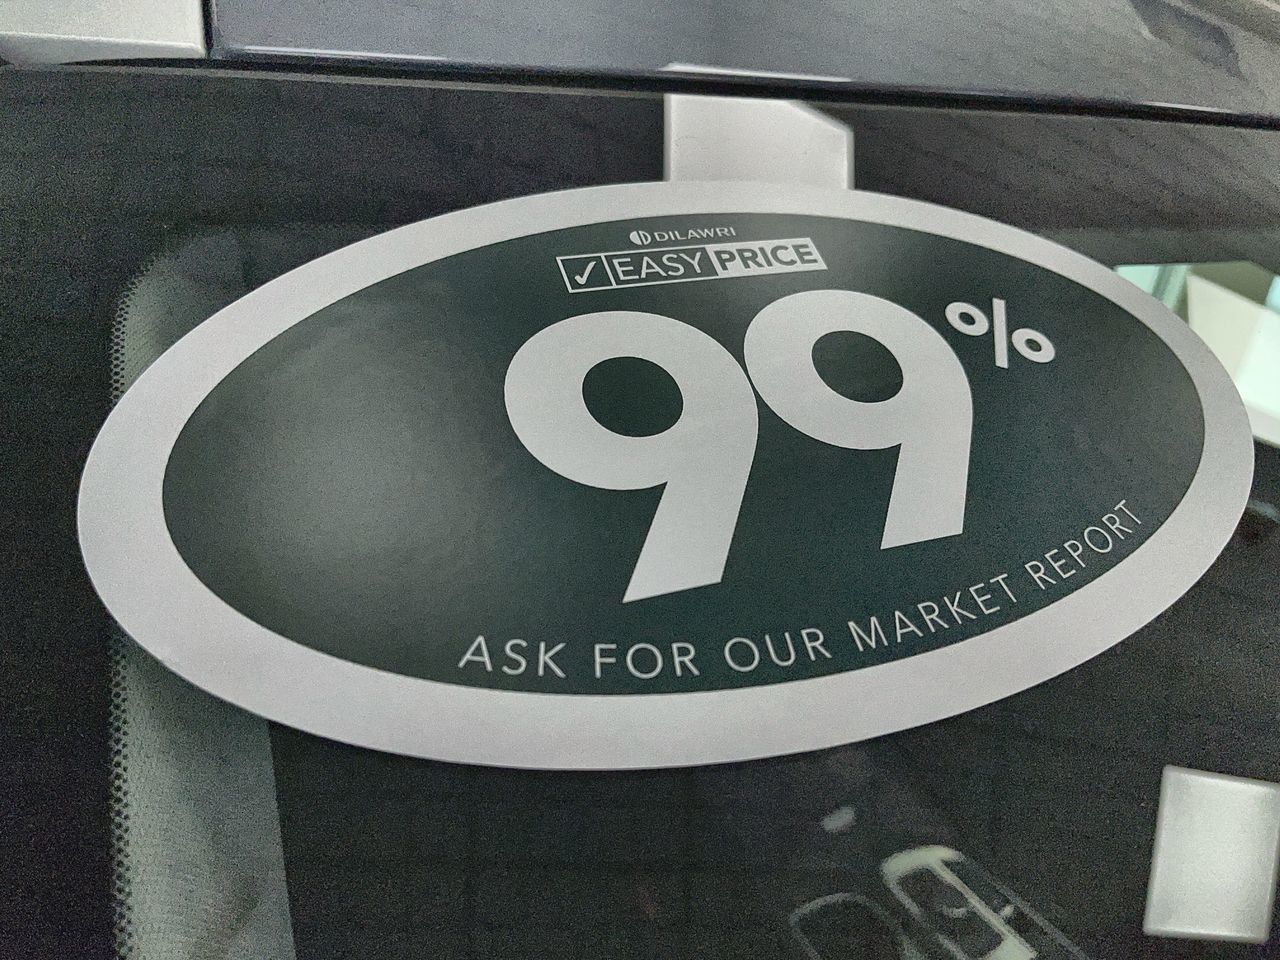 DILAWRI
✓ EASY PRICE
99%
ASK FOR OUR MARKET REPORT